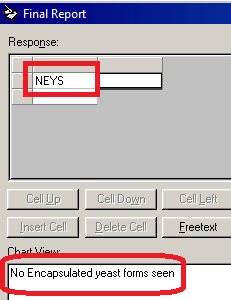 Final Report
Response:
NEYS
Cell Up Cell Down Cell Left
Insert Cell Delete Cell Freetext
Chart View:
No Encapsulated yeast forms seen